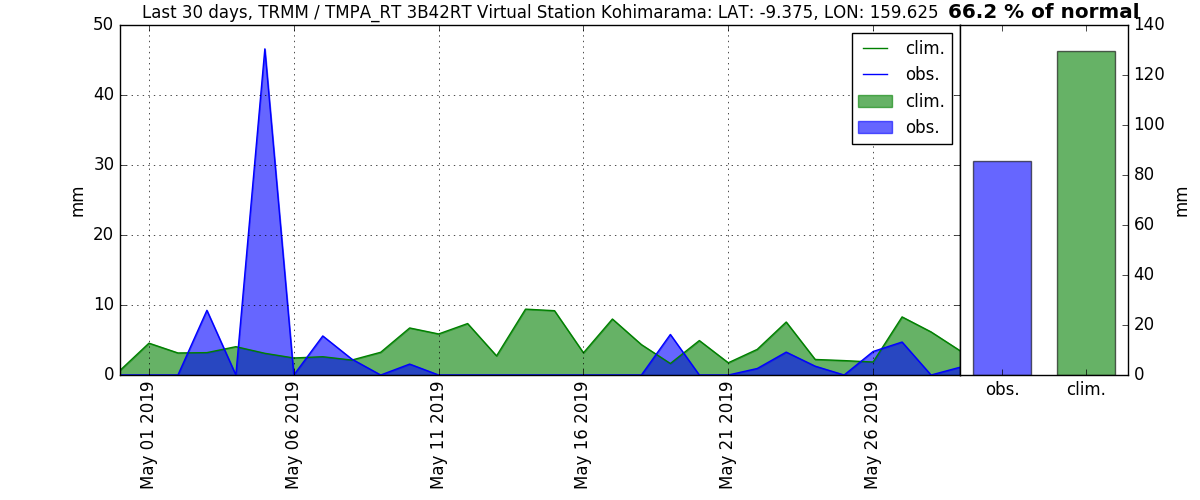 Last 30 days, TRMM / TMPA_RT 3B42RT Virtual Station Kohimarama: LAT: -9.375, LON: 159.625
66.2 % of normal
50
40
30
20
10
0
mm
clim.
obs.
clim.
obs.
May 01 2019
May 06 2019
May 11 2019
May 16 2019
May 21 2019
May 26 2019
140
120
100
80
60
40
20
0
mm
obs.
clim.